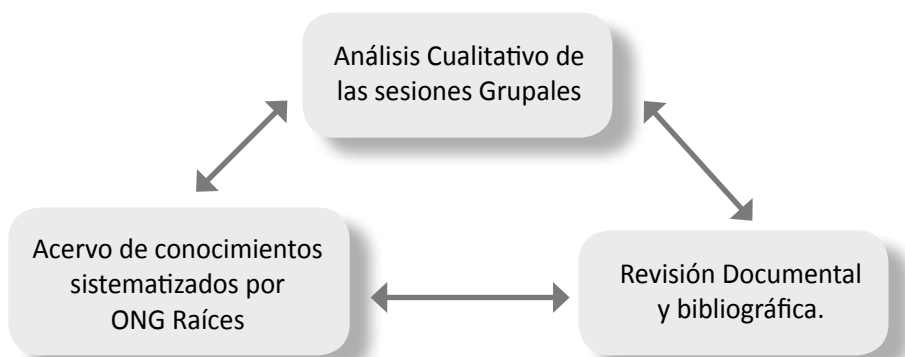 Análisis Cualitativo de
las sesiones Grupales
Acervo de conocimientos
sistematizados por
ONG Raíces
Revisión Documental
y bibliográfica.